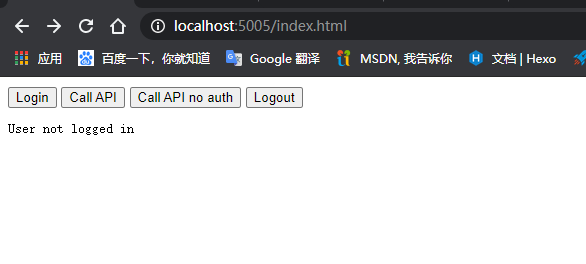 localhost:5005/index.html
应用 百度一下，你就知道 Google 翻译 MSDN, 我告诉你 文档 | Hexo
Login Call API Call API no auth Logout
User not logged in